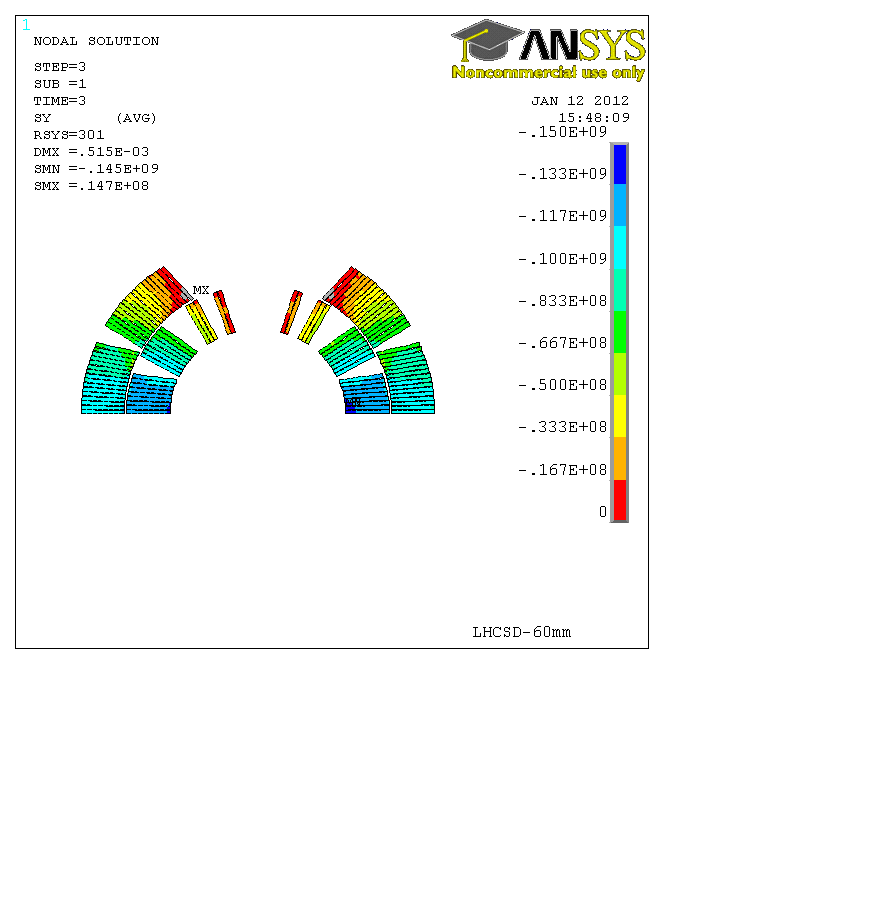 1
NODAL SOLUTION
STEP=3
SUB =1
TIME=3
SY (AVG)
RSYS=301
DMX =.515E-03
SMN =-.145E+09
SMX =.147E+08
ANSYS
Noncommercial use only
JAN 12 2012
15:48:09
-.150E+09
-.133E+09
-.117E+09
-.100E+09
-.833E+08
-.667E+08
-.500E+08
-.333E+08
-.167E+08
0
MX
LHCSD-60mm